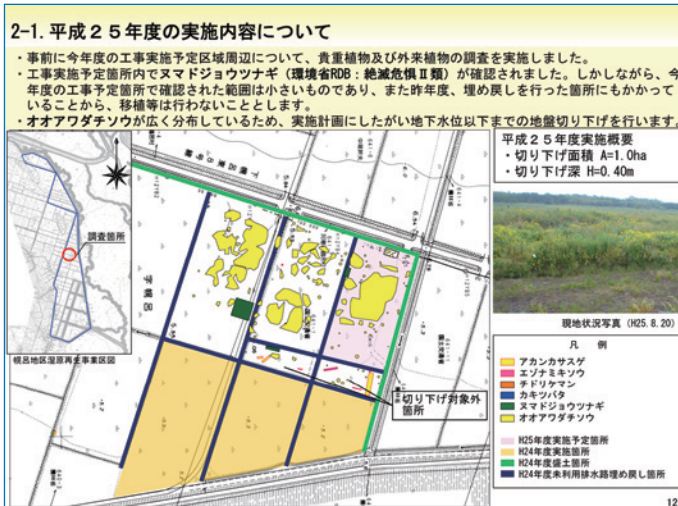 2-1. 平成２５年度の実施内容について
・事前に今年度の工事実施予定区域周辺について、貴重植物及び外来植物の調査を実施しました。
・工事実施予定箇所内でヌマドジョウツナギ（環境省RDB：絶滅危惧Ⅱ類）が確認されました。しかしながら、今
年度の工事予定箇所で確認された範囲は小さいものであり、また昨年度、埋め戻しを行った箇所にもかかって
いることから、移植等は行わないこととします。
・オオアワダチソウが広く分布しているため、実施計画にしたがい地下水位以下までの地盤切り下げを行います。
平成２５年度実施概要
・切り下げ面積 A=1.0ha
・切り下げ深 H=0.40m
調査箇所
幌呂地区湿原再生事業区図
下幌呂東８号線
字幌呂
切り下げ対象外
箇所
現地状況写真（H25.8.20）
凡　例
アカンカサスゲ
エゾナミキソウ
チドリケマン
カキツバタ
ヌマドジョウツナギ
オオアワダチソウ
H25年度実施予定箇所
H24年度実施箇所
H24年度盛土箇所
H24年度未利用排水路埋め戻し箇所
12